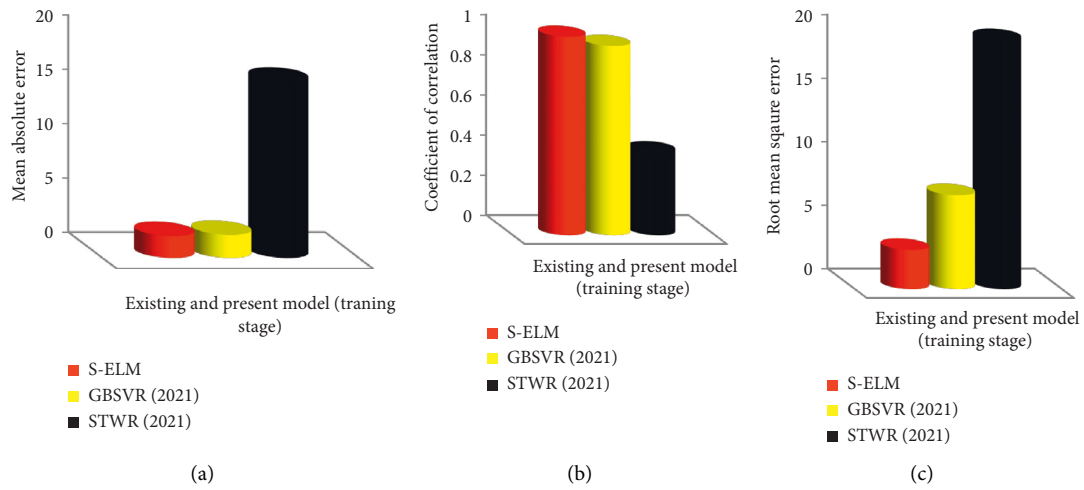 20
15
10
5
0
Mean absolute error
Existing and present model (traning
stage)
S-ELM
GBSVR (2021)
STWR (2021)
(a)
1
0.8
0.6
0.4
0.2
0
Coefficient of correlation
Existing and present model
(training stage)
S-ELM
GBSVR (2021)
STWR (2021)
(b)
20
15
10
5
0
Root mean sqaure error
Existing and present model
(training stage)
S-ELM
GBSVR (2021)
STWR (2021)
(c)